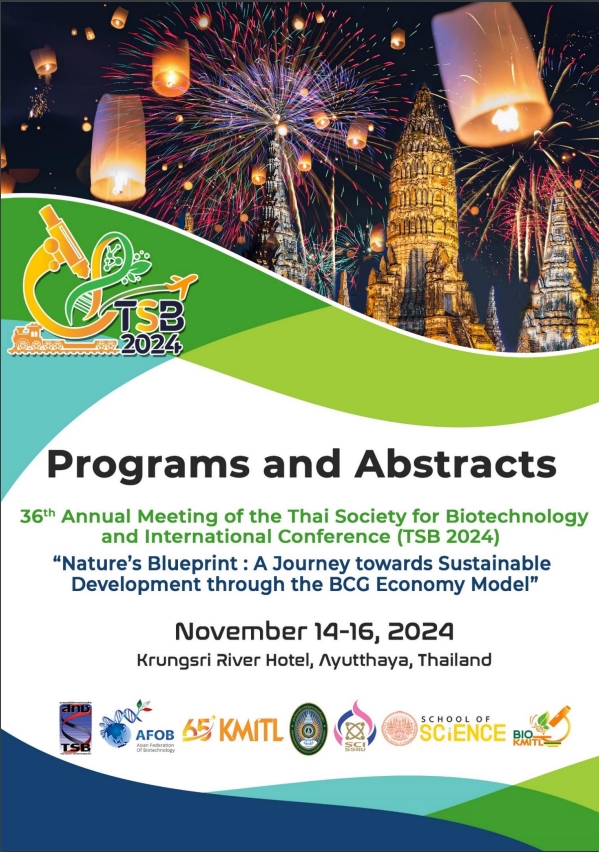 TSB
2024
Programs and Abstracts
36th Annual Meeting of the Thai Society for Biotechnology
and International Conference (TSB 2024)
“Nature’s Blueprint : A Journey towards Sustainable
Development through the BCG Economy Model”
November 14-16, 2024
Krungsri River Hotel, Ayutthaya, Thailand
TSB
AFOB
Asian Federation
Of Biotechnology
65 KMITL
SCI
SSRU
SCHOOL OF
SCiENCE
BIO
KMITL